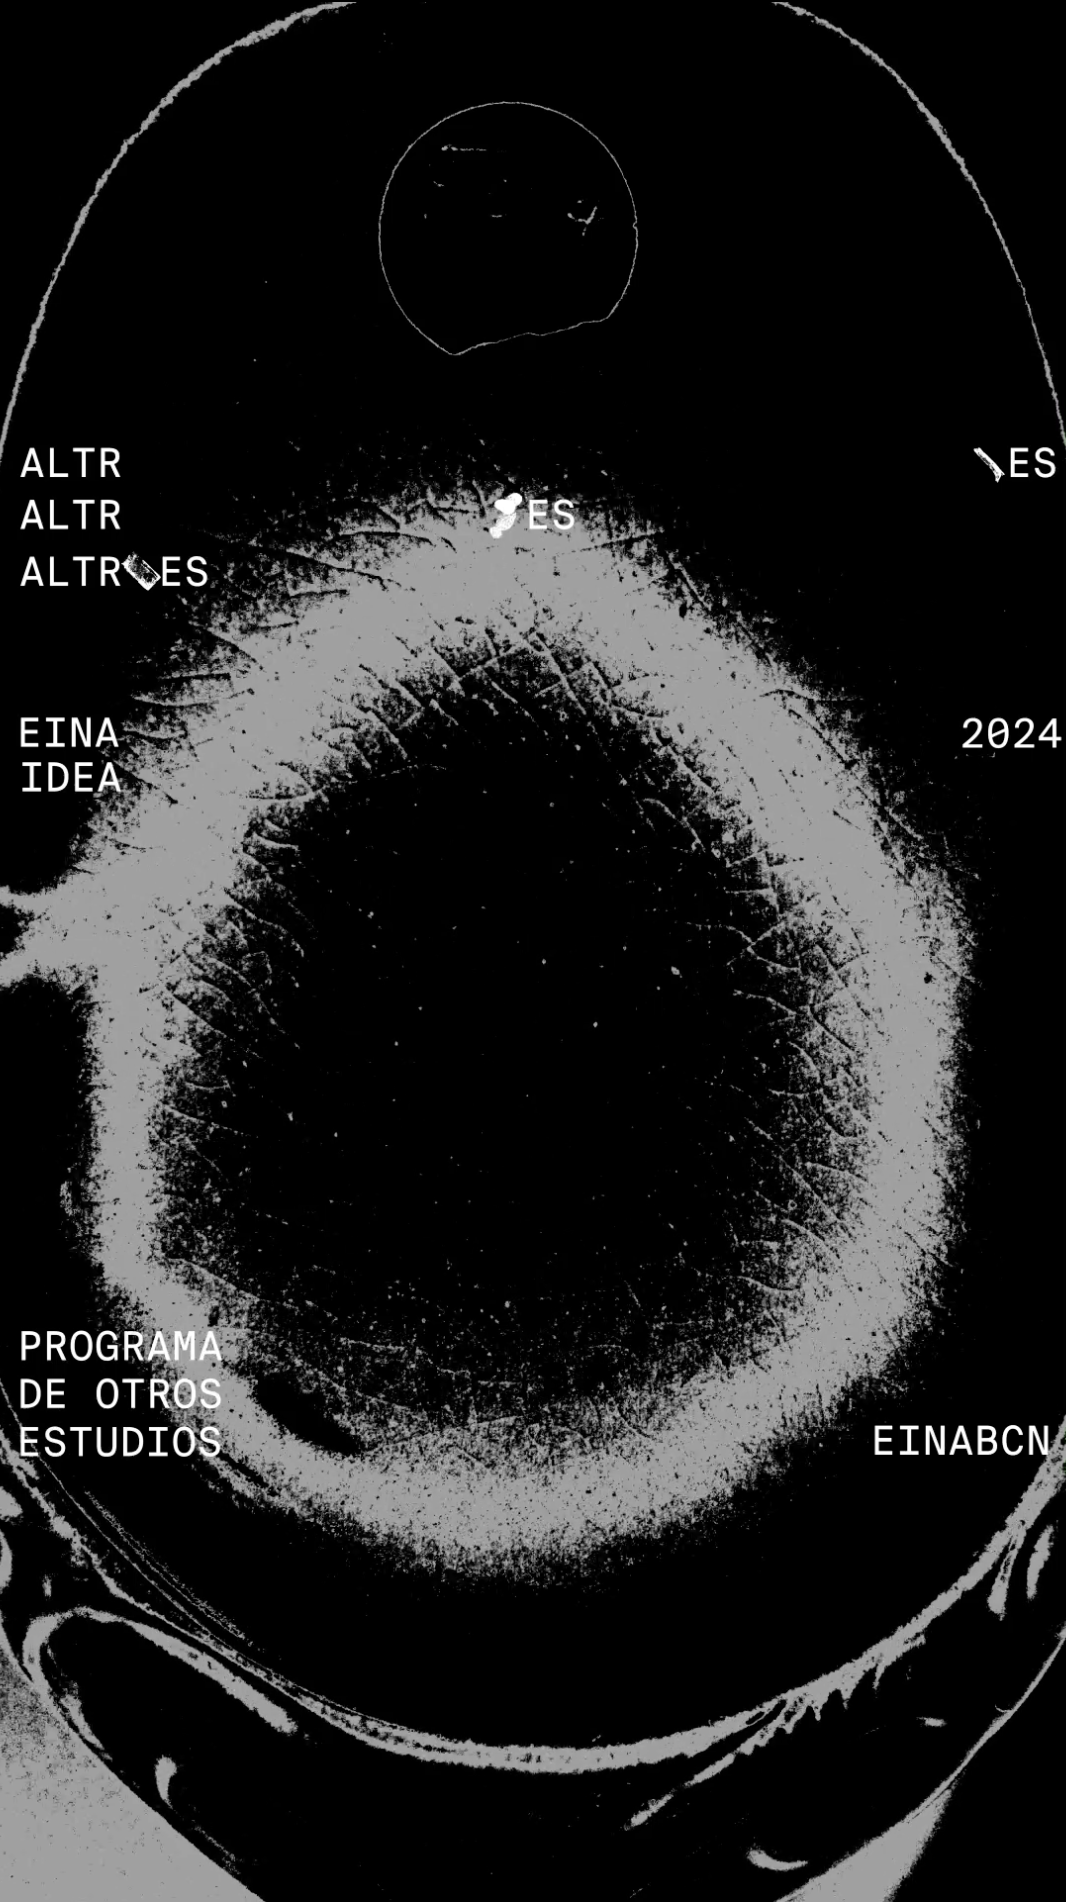 ALTR ES
ALTR ES
ALTR ES
EINA 2024
IDEA
PROGRAMA
DE OTROS
ESTUDIOS EINABCN